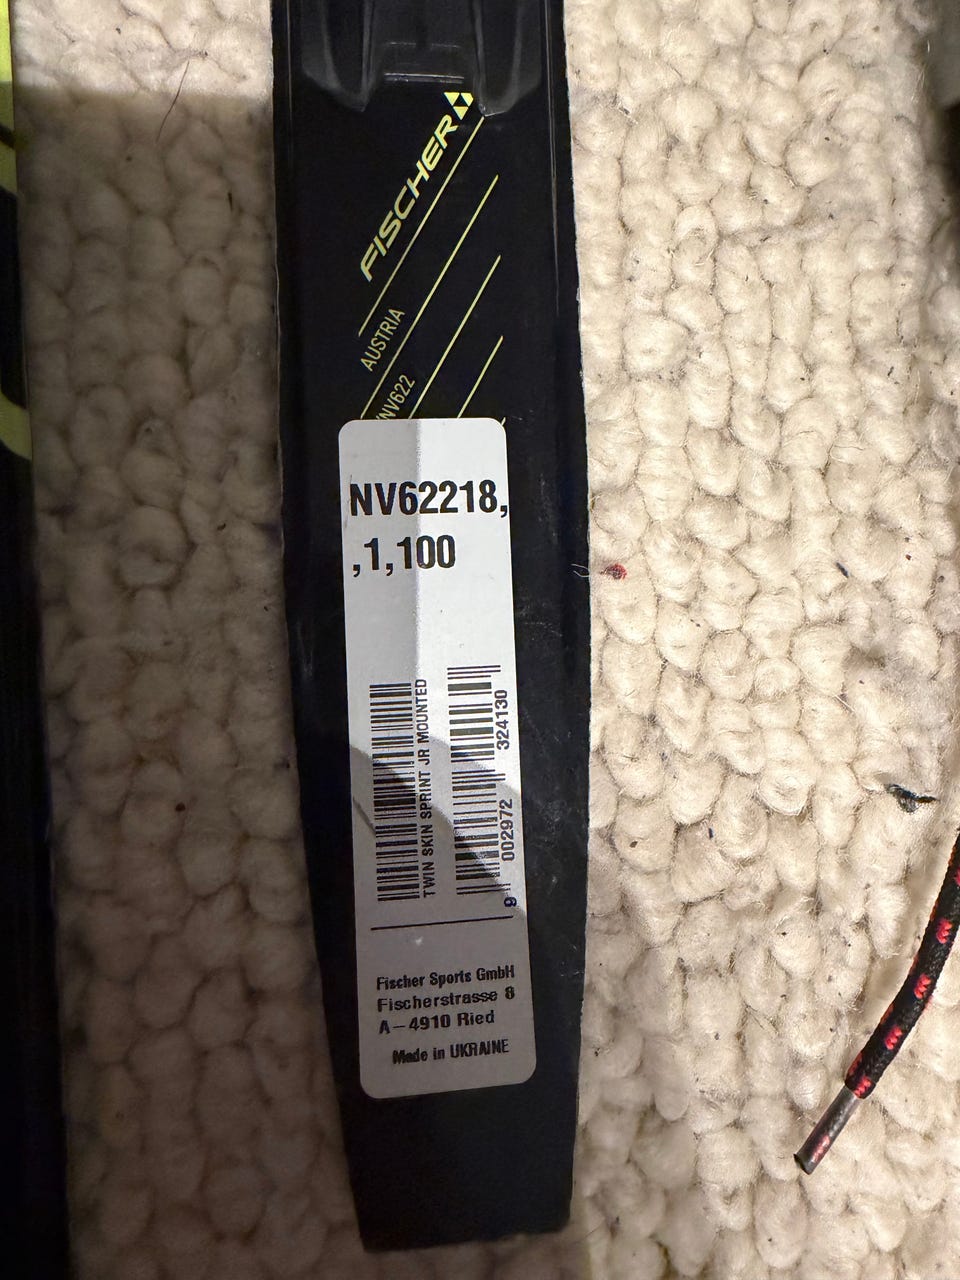 FISCHER
AUSTRIA
NV622
NV62218,
,1,100
TWIN SKIN SPRINT JR MOUNTED
9 002972 324130
Fischer Sports GmbH
Fischerstrasse 8
A-4910 Ried
Made in UKRAINE